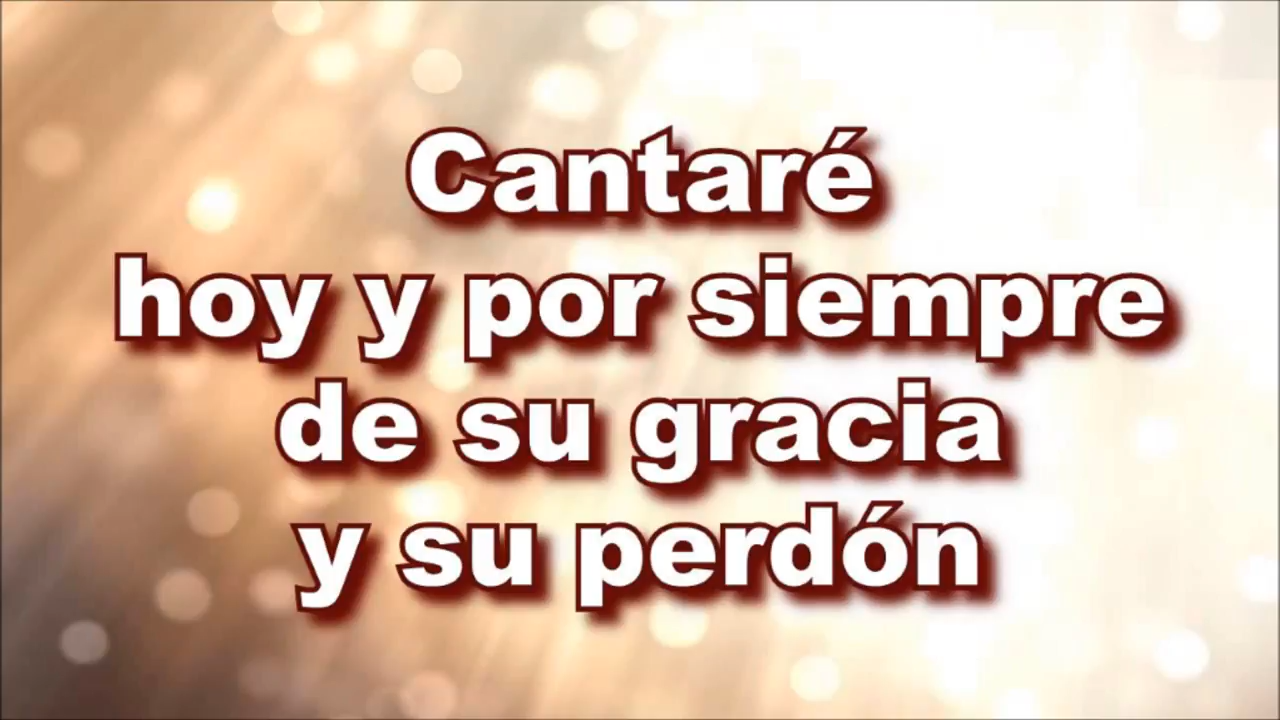 Cantaré
hoy y por siempre
de su gracia
y su perdón